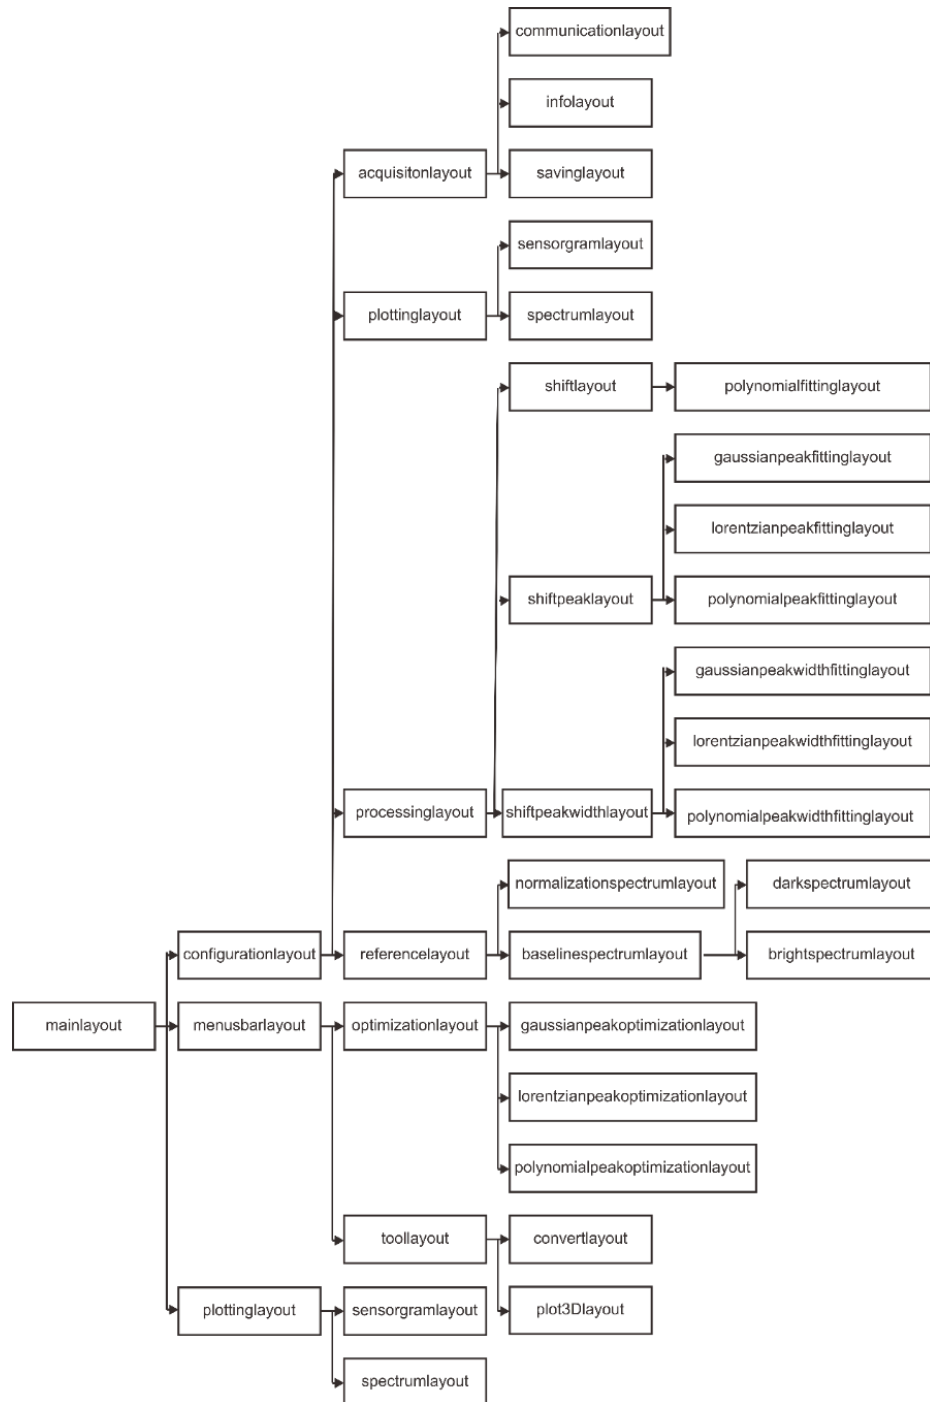 communicationlayout
infolayout
acquisitonlayout
savinglayout
sensorgramlayout
plottinglayout
spectrumlayout
shiftlayout
polynomialfittinglayout
gaussianpeakfittinglayout
lorentzianpeakfittinglayout
shiftpeaklayout
polynomialpeakfittinglayout
gaussianpeakwidthfittinglayout
lorentzianpeakwidthfittinglayout
processinglayout
shiftpeakwidthlayout
polynomialpeakwidthfittinglayout
normalizationspectrumlayout
darkspectrumlayout
configurationlayout
referencelayout
baselinespectrumlayout
brightspectrumlayout
mainlayout
menusbarlayout
optimizationlayout
gaussianpeakoptimizationlayout
lorentzianpeakoptimizationlayout
polynomialpeakoptimizationlayout
toollayout
convertlayout
plottinglayout
sensorgramlayout
plot3Dlayout
spectrumlayout